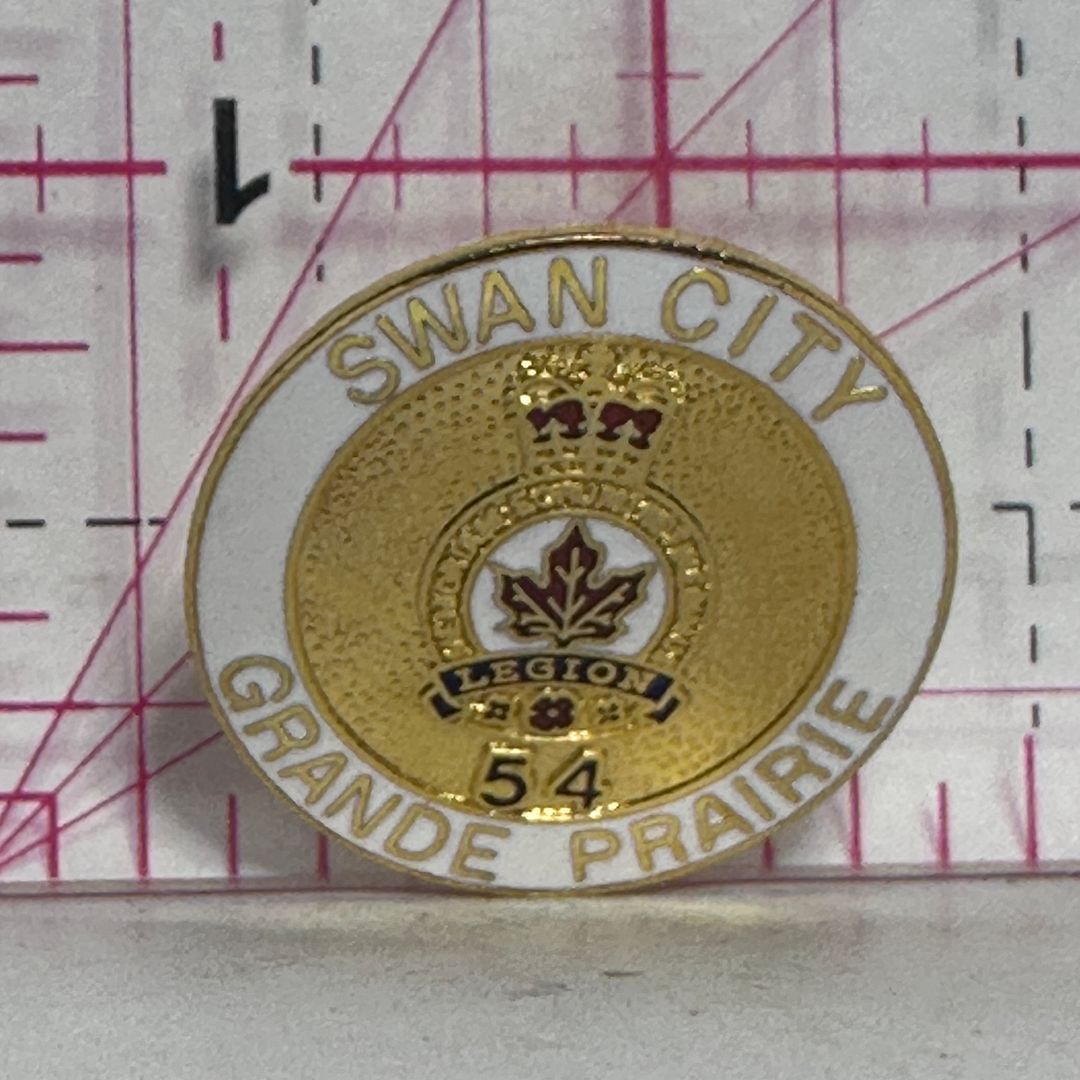 1
SWAN CITY
LEGION
54
GRANDE PRAIRIE